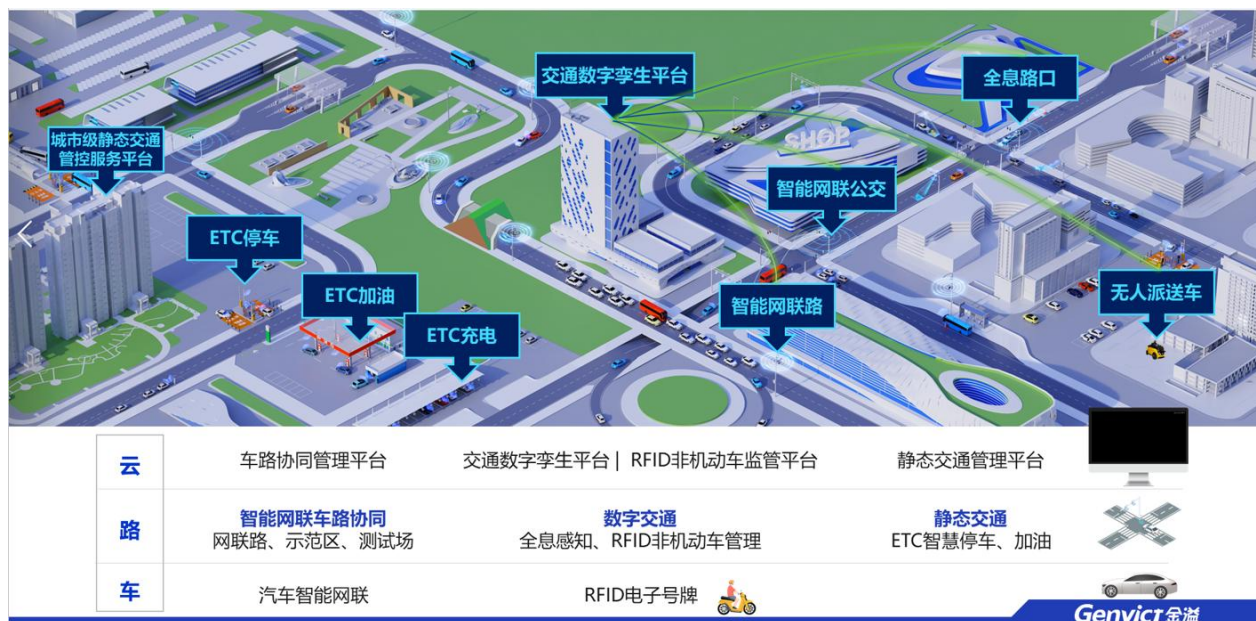 交通数字孪生平台
全息路口
城市级静态交通
管控服务平台
SHOP
智能网联公交
ETC停车
ETC加油
无人派送车
智能网联路
ETC充电
云
车路协同管理平台
交通数字孪生平台 | RFID非机动车监管平台
静态交通管理平台
路
智能网联车路协同
网联路、示范区、测试场
数字交通
全息感知、RFID非机动车管理
静态交通
ETC智慧停车、加油
车
汽车智能网联
RFID电子号牌
Genvict 金溢